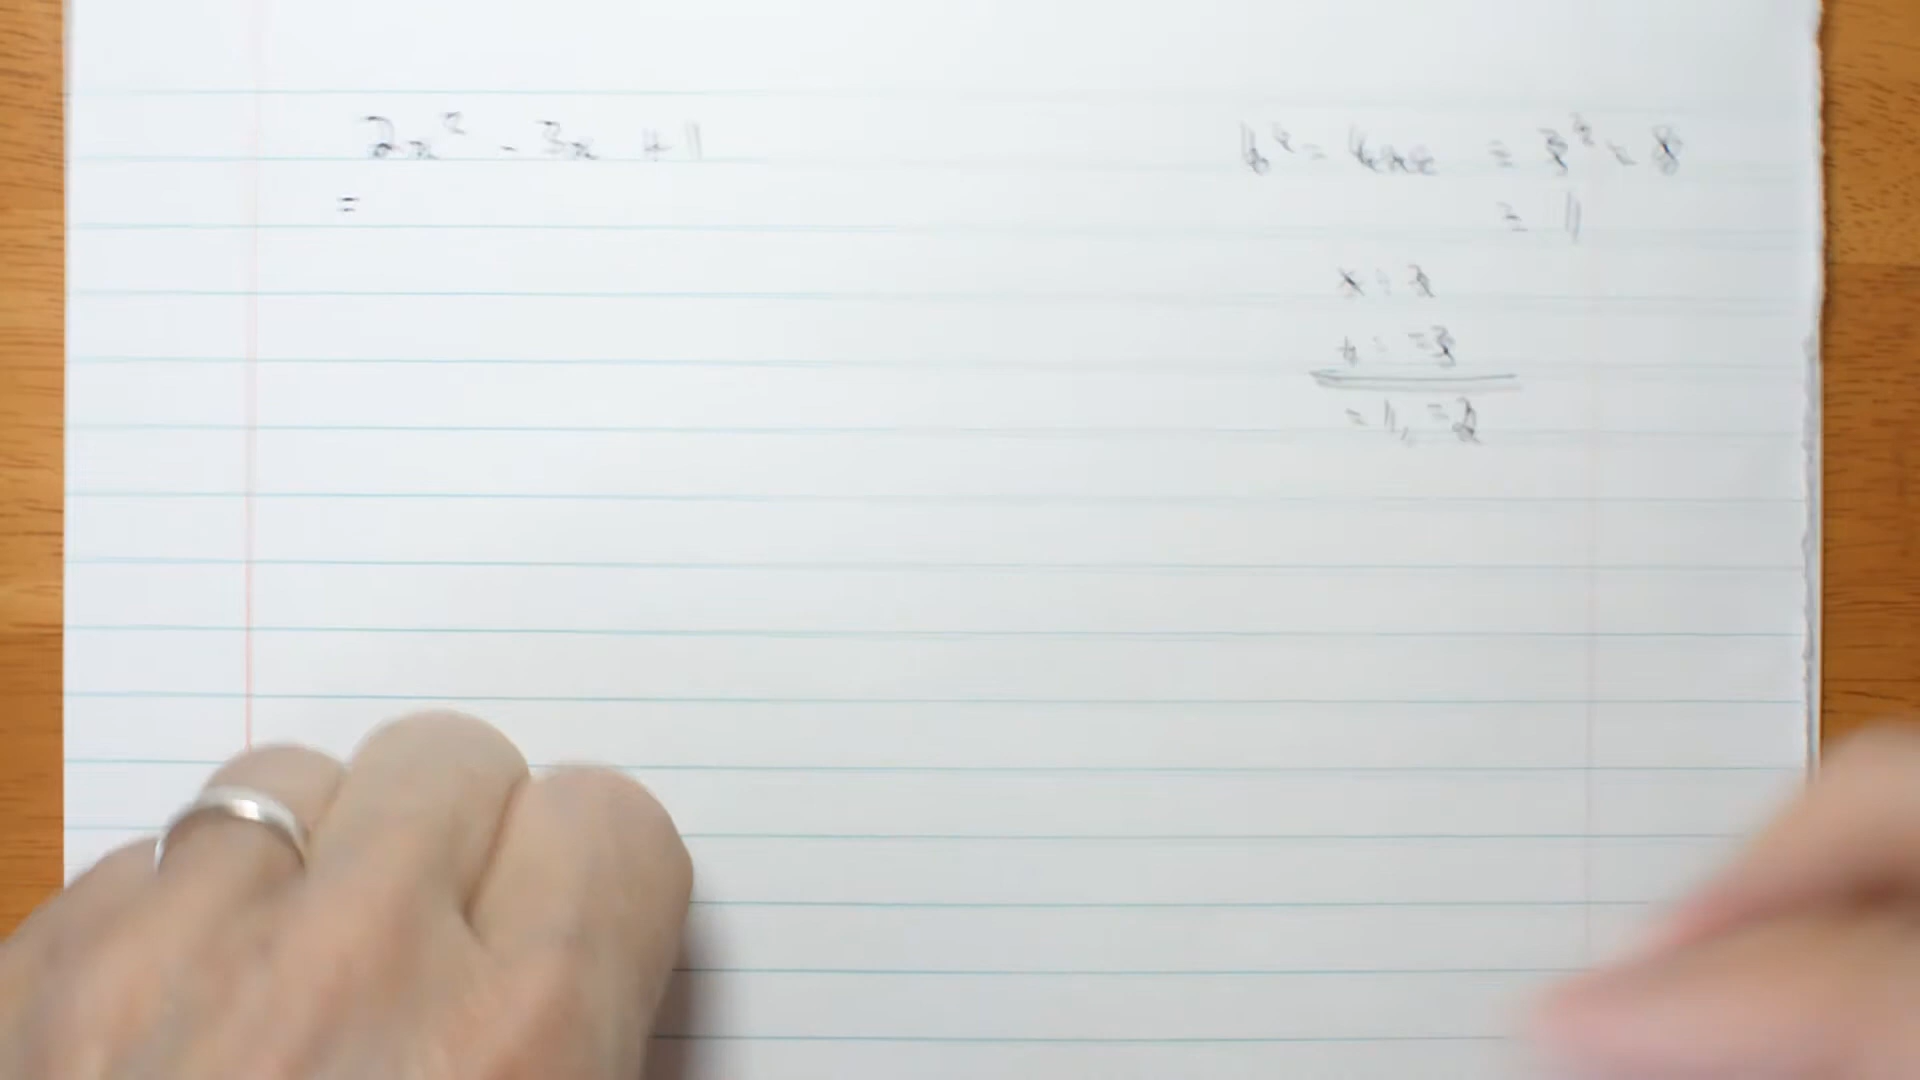 2x² - 3x + 1
=
b² - 4ac = 3² - 8
= 1
x : 2
+ : -3
= 1, -2